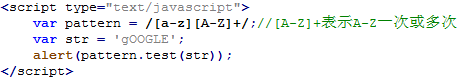 <script type="text/javascript">
var pattern = /[a-z][A-Z]+/;//[A-Z]+表示A-Z一次或多次
var str = 'gOOGLE';
alert(pattern.test(str));
</script>